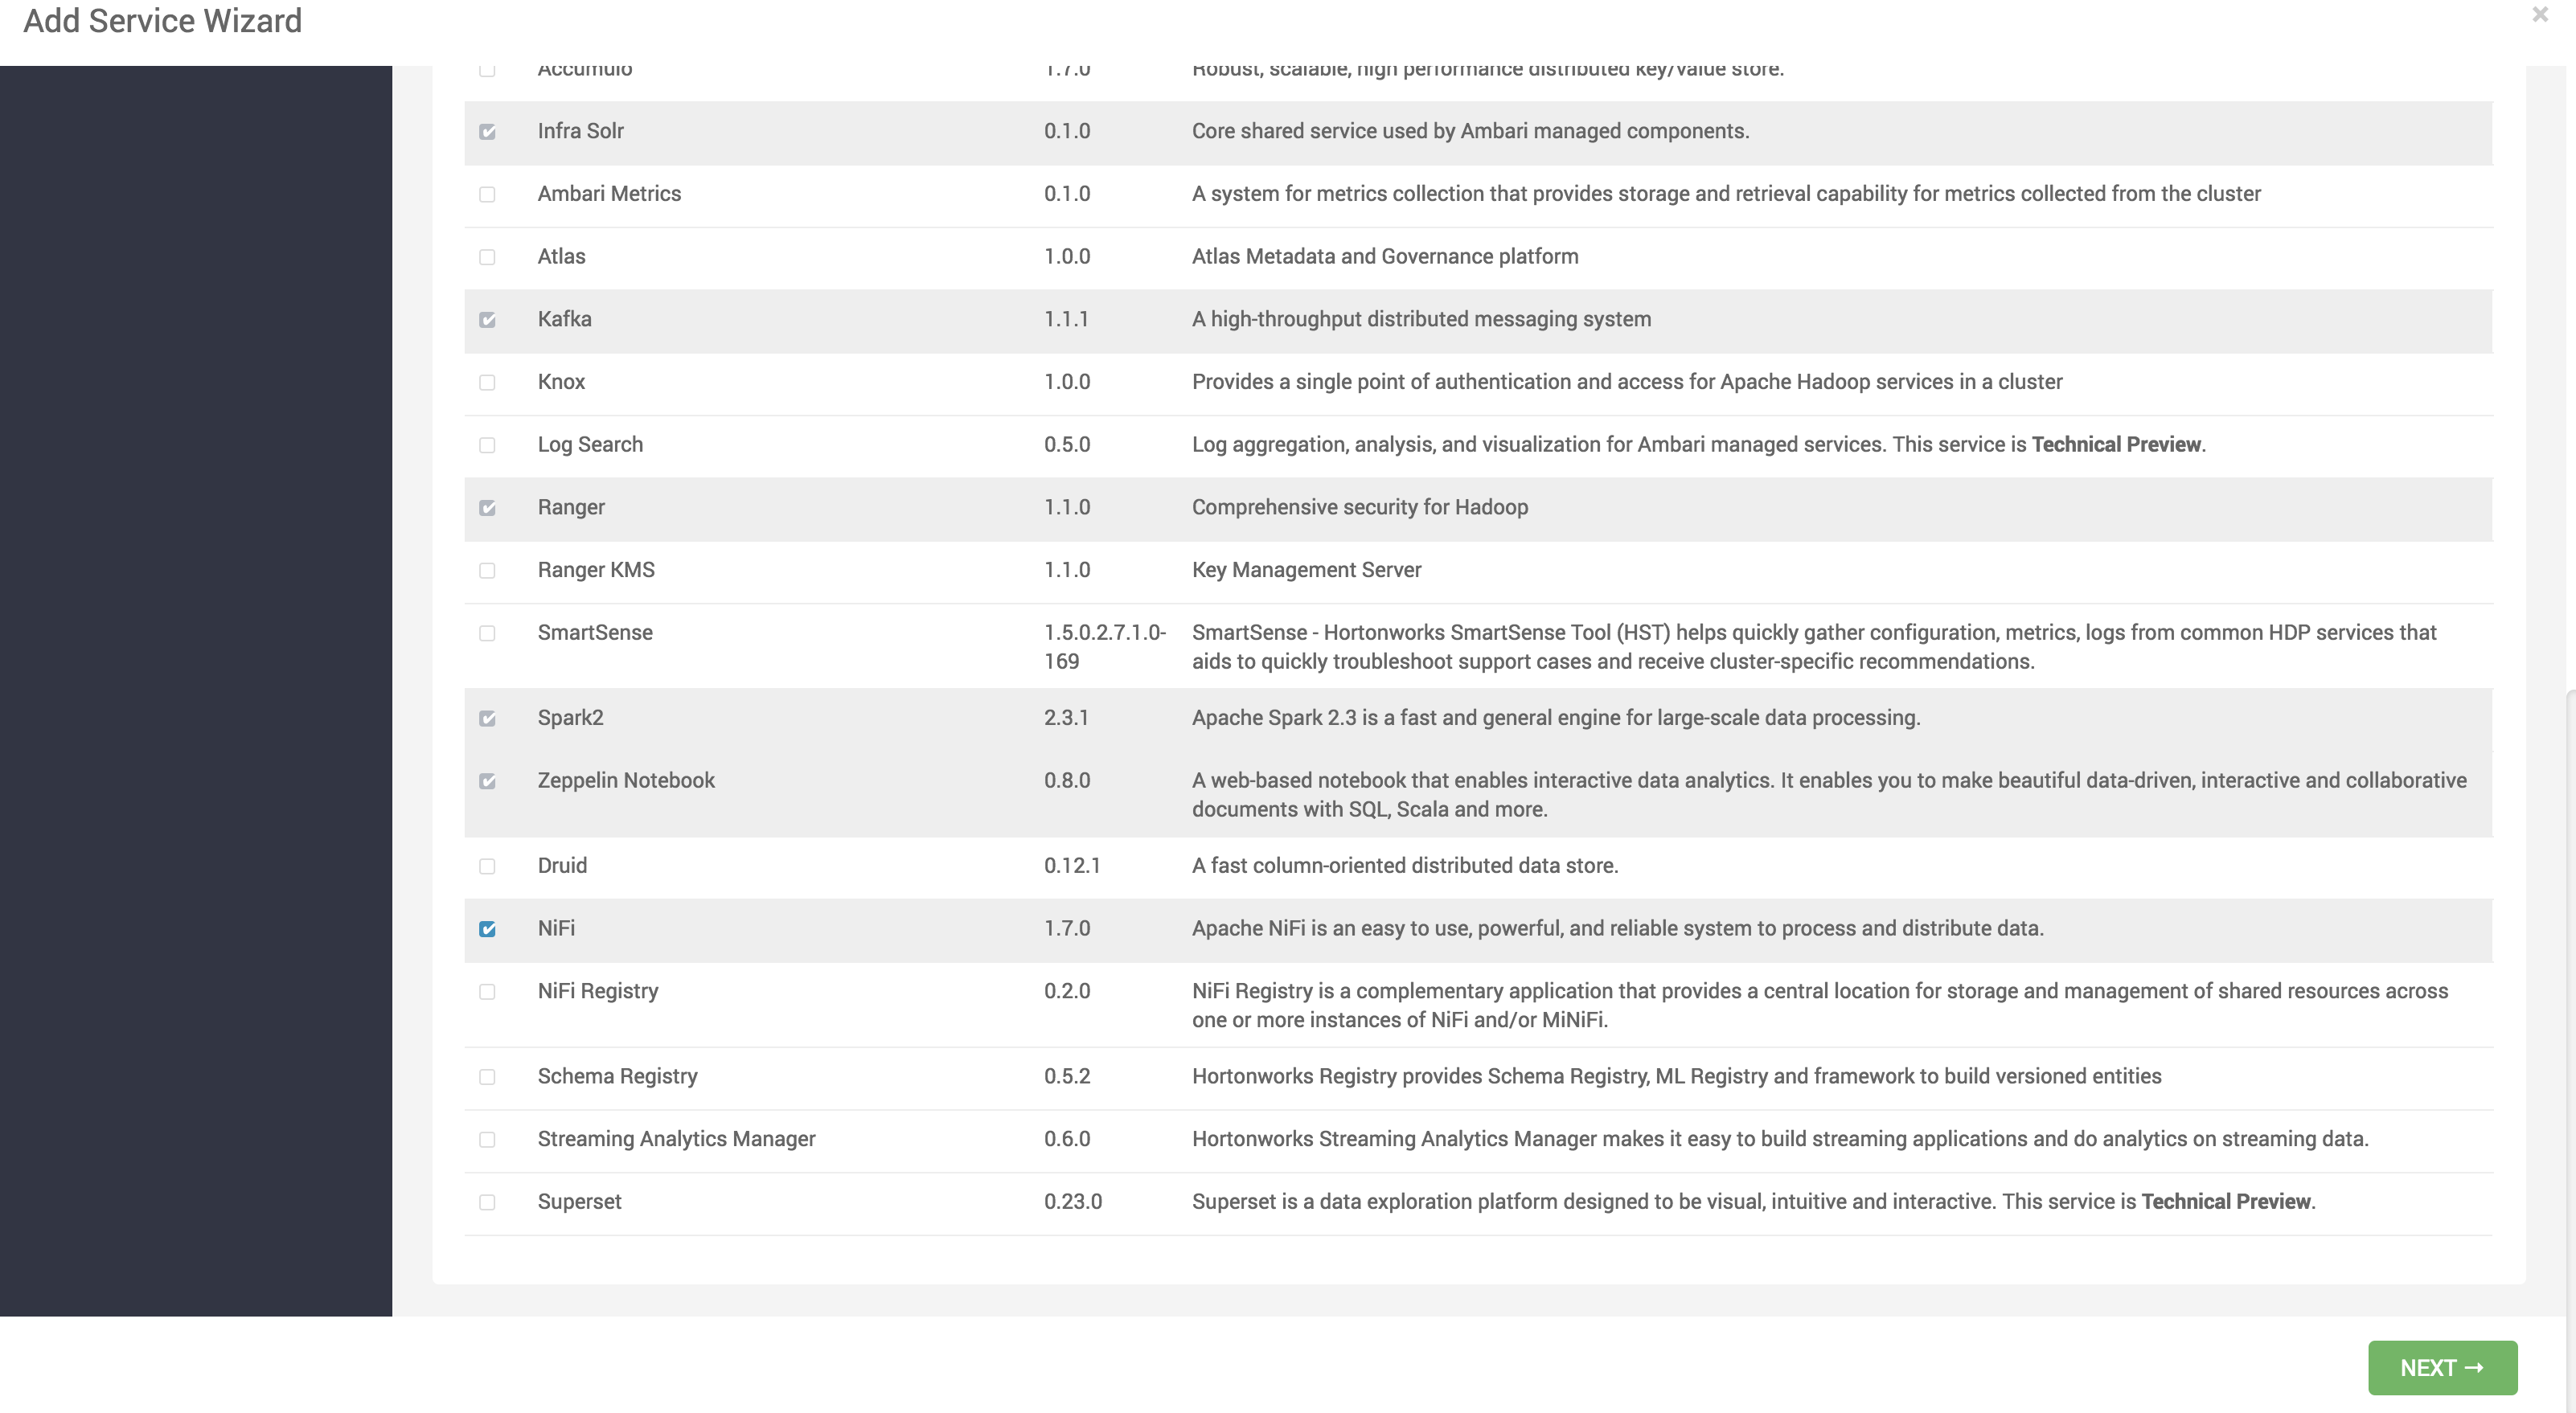 Add Service Wizard
×
Accumulo 1.7.0 Robust, scalable, high performance distributed key/value store.
Infra Solr 0.1.0 Core shared service used by Ambari managed components.
Ambari Metrics 0.1.0 A system for metrics collection that provides storage and retrieval capability for metrics collected from the cluster
Atlas 1.0.0 Atlas Metadata and Governance platform
Kafka 1.1.1 A high-throughput distributed messaging system
Knox 1.0.0 Provides a single point of authentication and access for Apache Hadoop services in a cluster
Log Search 0.5.0 Log aggregation, analysis, and visualization for Ambari managed services. This service is Technical Preview.
Ranger 1.1.0 Comprehensive security for Hadoop
Ranger KMS 1.1.0 Key Management Server
SmartSense 1.5.0.2.7.1.0- SmartSense - Hortonworks SmartSense Tool (HST) helps quickly gather configuration, metrics, logs from common HDP services that
169 aids to quickly troubleshoot support cases and receive cluster-specific recommendations.
Spark2 2.3.1 Apache Spark 2.3 is a fast and general engine for large-scale data processing.
Zeppelin Notebook 0.8.0 A web-based notebook that enables interactive data analytics. It enables you to make beautiful data-driven, interactive and collaborative
documents with SQL, Scala and more.
Druid 0.12.1 A fast column-oriented distributed data store.
NiFi 1.7.0 Apache NiFi is an easy to use, powerful, and reliable system to process and distribute data.
NiFi Registry 0.2.0 NiFi Registry is a complementary application that provides a central location for storage and management of shared resources across
one or more instances of NiFi and/or MiNiFi.
Schema Registry 0.5.2 Hortonworks Registry provides Schema Registry, ML Registry and framework to build versioned entities
Streaming Analytics Manager 0.6.0 Hortonworks Streaming Analytics Manager makes it easy to build streaming applications and do analytics on streaming data.
Superset 0.23.0 Superset is a data exploration platform designed to be visual, intuitive and interactive. This service is Technical Preview.
NEXT →